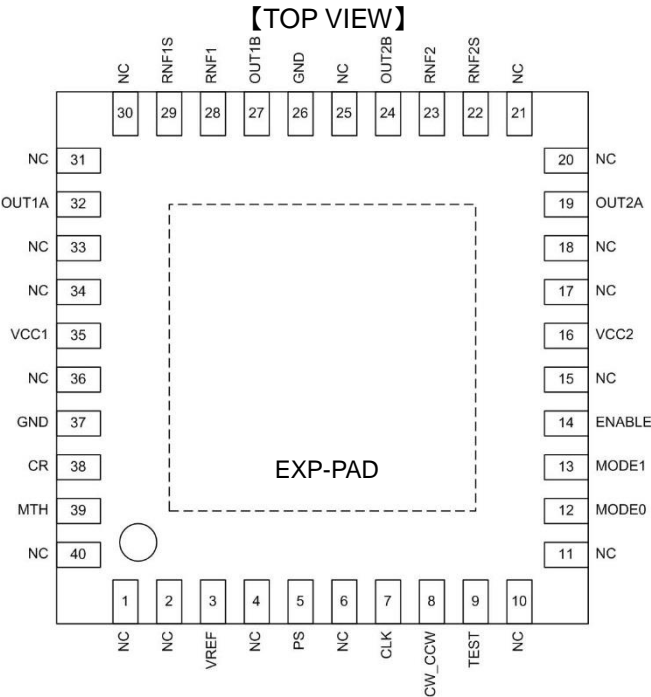 【TOP VIEW】
NC RNF1S RNF1 OUT1B GND NC OUT2B RNF2 RNF2S NC
30 29 28 27 26 25 24 23 22 21
NC 31 20 NC
OUT1A 32 19 OUT2A
NC 33 18 NC
NC 34 17 NC
VCC1 35 16 VCC2
NC 36 15 NC
GND 37 14 ENABLE
CR 38 EXP-PAD 13 MODE1
MTH 39 12 MODE0
NC 40 11 NC
1 2 3 4 5 6 7 8 9 10
NC NC VREF NC PS NC CLK CW_CCW TEST NC